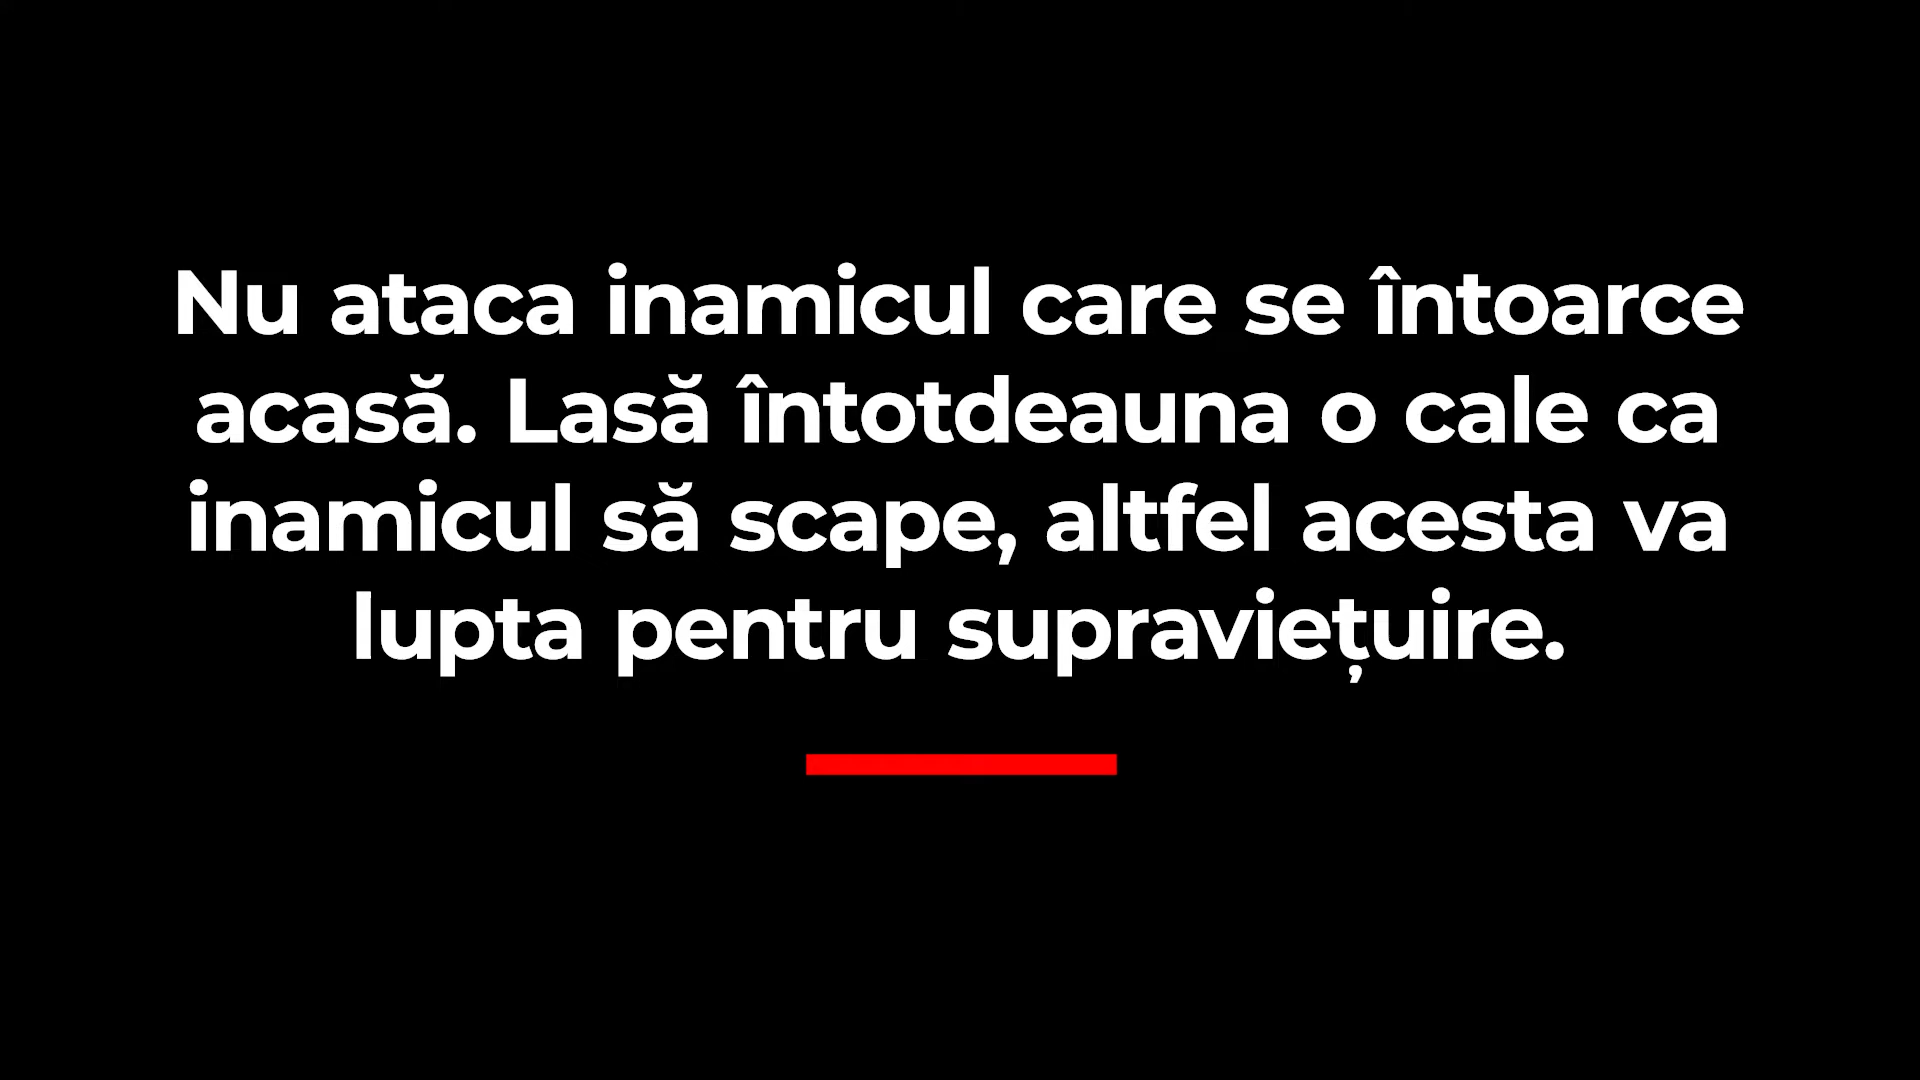 Nu ataca inamicul care se întoarce
acasă. Lasă întotdeauna o cale ca
inamicul să scape, altfel acesta va
lupta pentru supraviețuire.